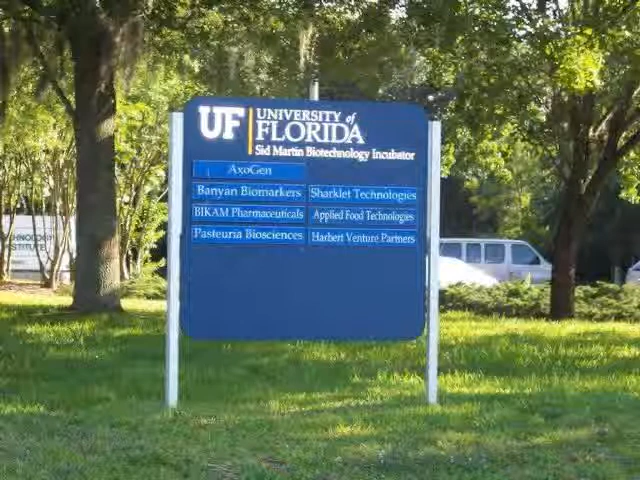 UF UNIVERSITY of
FLORIDA
Sid Martin Biotechnology Incubator
AxoGen
Banyan Biomarkers Sharklet Technologies
BIKAM Pharmaceuticals Applied Food Technologies
Pasteuria Biosciences Harbert Venture Partners